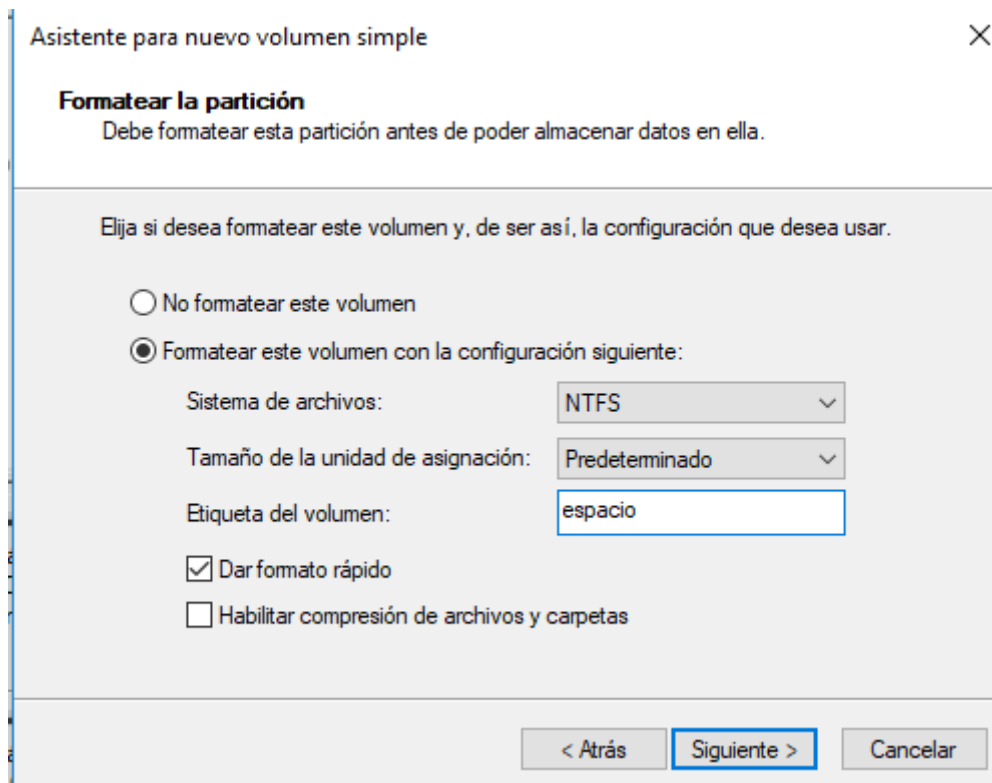 Asistente para nuevo volumen simple
Formatear la partición
Debe formatear esta partición antes de poder almacenar datos en ella.
Elija si desea formatear este volumen y, de ser así, la configuración que desea usar.
No formatear este volumen
Formatear este volumen con la configuración siguiente:
Sistema de archivos: NTFS
Tamaño de la unidad de asignación: Predeterminado
Etiqueta del volumen: espacio
Dar formato rápido
Habilitar compresión de archivos y carpetas
< Atrás Siguiente > Cancelar